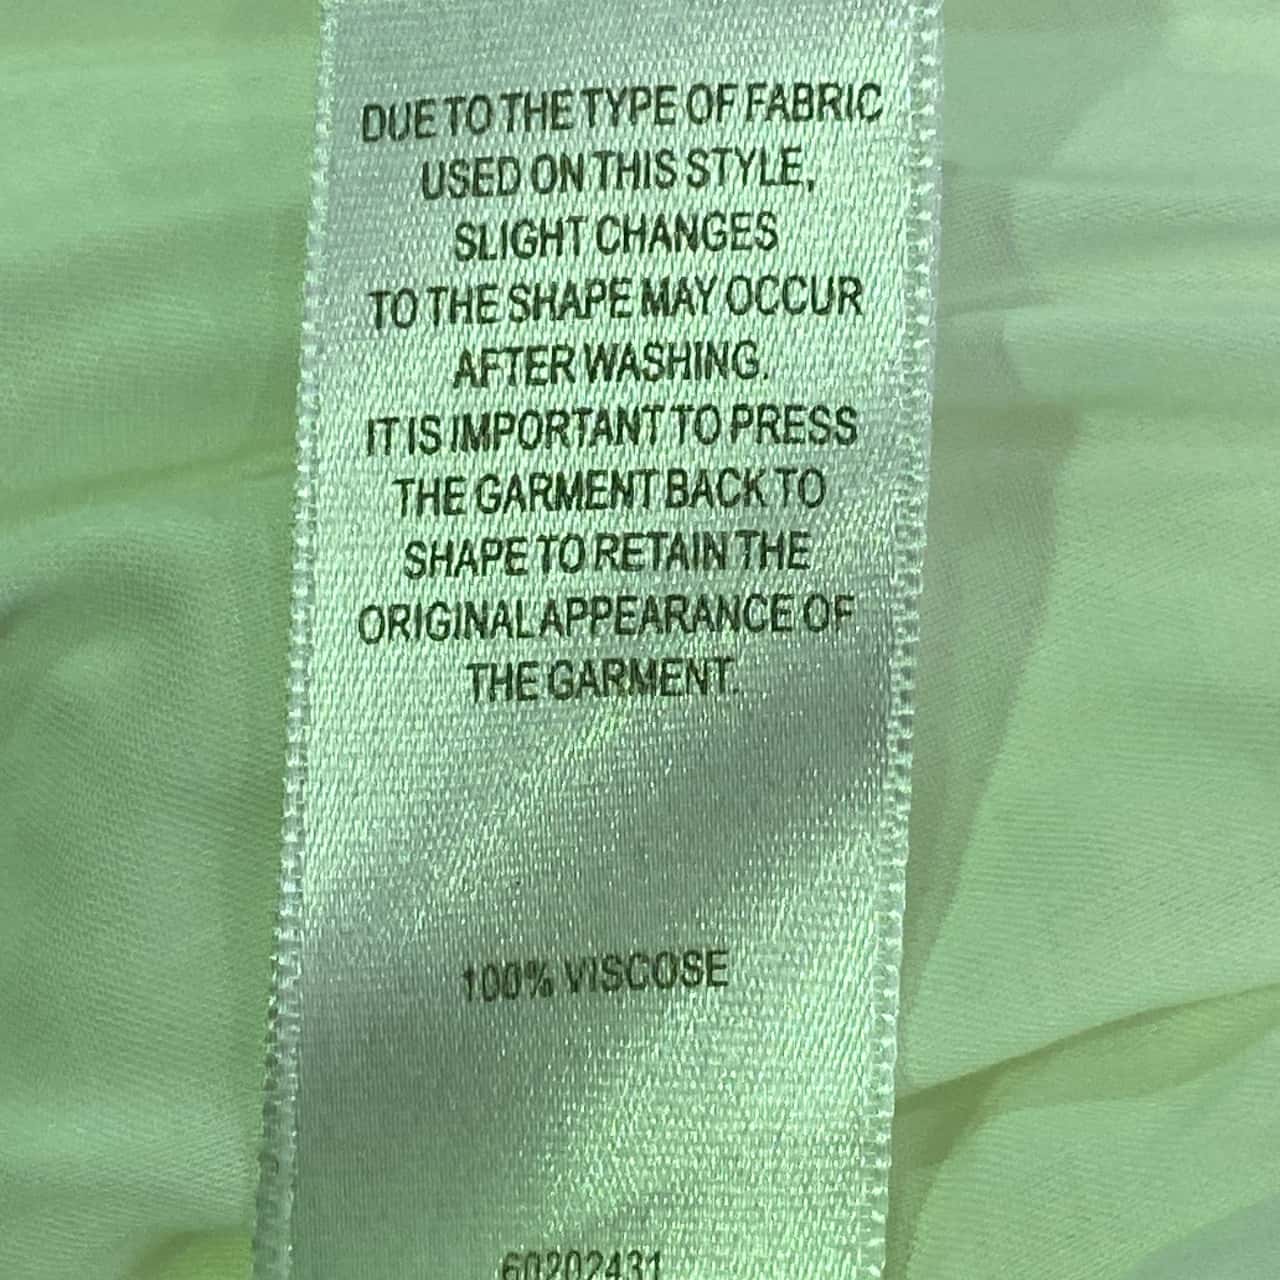 DUE TO THE TYPE OF FABRIC
USED ON THIS STYLE,
SLIGHT CHANGES
TO THE SHAPE MAY OCCUR
AFTER WASHING.
IT IS IMPORTANT TO PRESS
THE GARMENT BACK TO
SHAPE TO RETAIN THE
ORIGINAL APPEARANCE OF
THE GARMENT.
100% VISCOSE
60202431